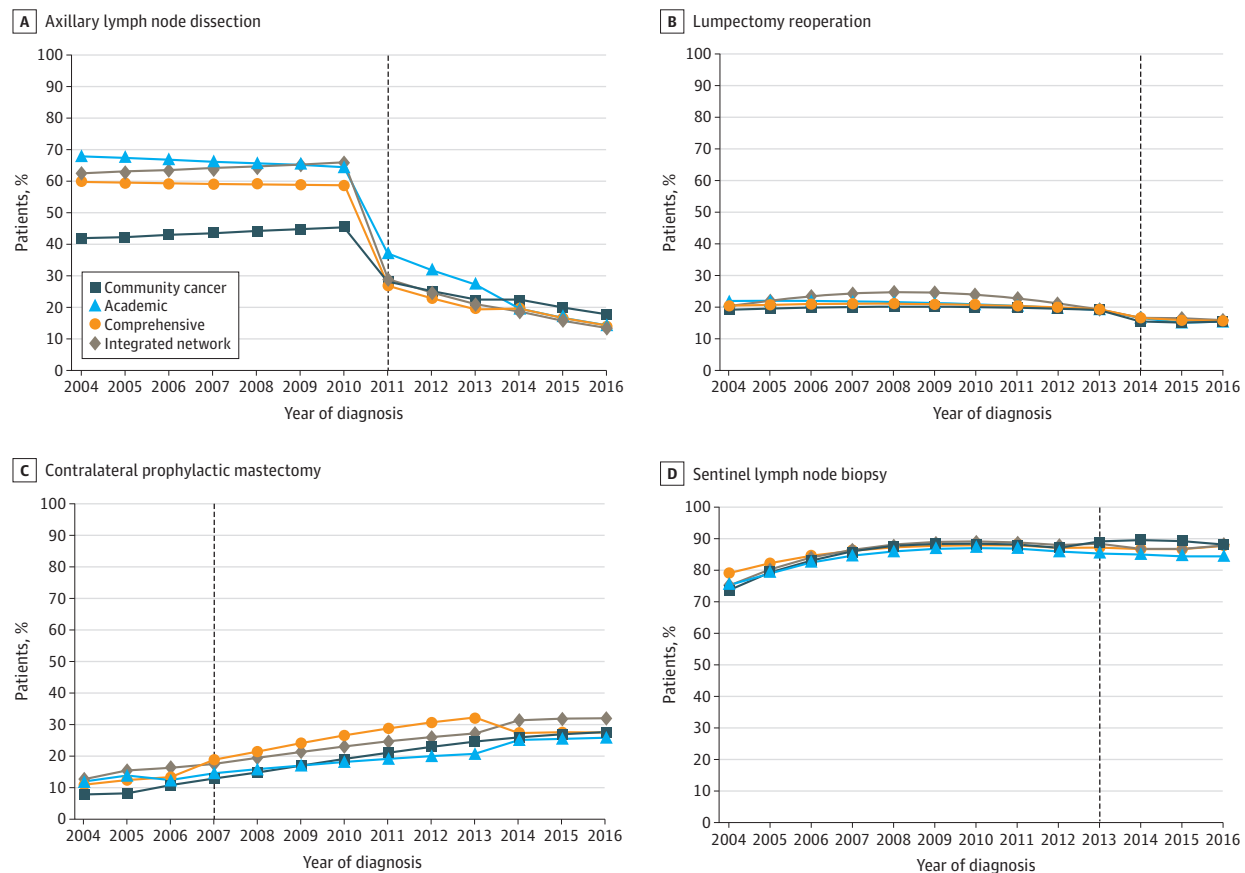 A Axillary lymph node dissection
100
90
80
70
60
50
40
30
20
10
0
Patients, %
Community cancer
Academic
Comprehensive
Integrated network
2004 2005 2006 2007 2008 2009 2010 2011 2012 2013 2014 2015 2016
Year of diagnosis
B Lumpectomy reoperation
100
90
80
70
60
50
40
30
20
10
0
Patients, %
2004 2005 2006 2007 2008 2009 2010 2011 2012 2013 2014 2015 2016
Year of diagnosis
C Contralateral prophylactic mastectomy
100
90
80
70
60
50
40
30
20
10
0
Patients, %
2004 2005 2006 2007 2008 2009 2010 2011 2012 2013 2014 2015 2016
Year of diagnosis
D Sentinel lymph node biopsy
100
90
80
70
60
50
40
30
20
10
0
Patients, %
2004 2005 2006 2007 2008 2009 2010 2011 2012 2013 2014 2015 2016
Year of diagnosis